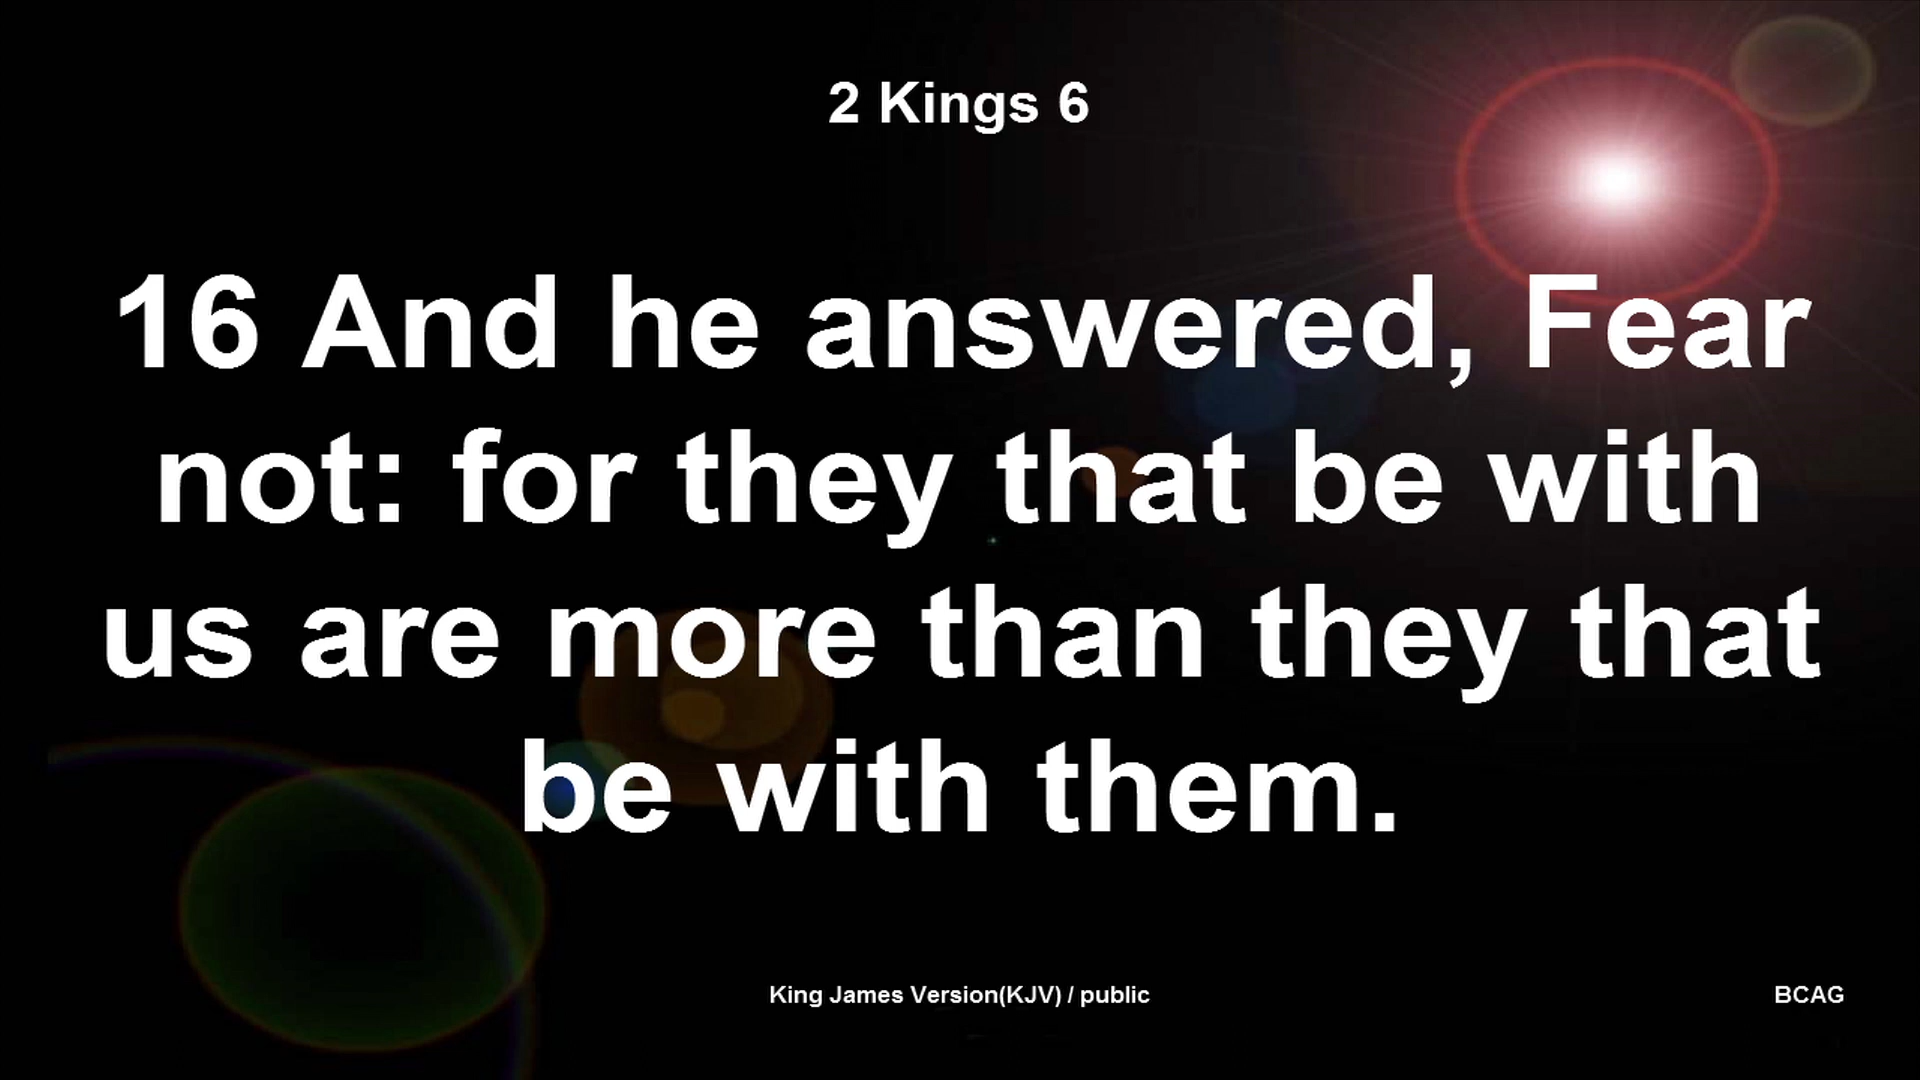 2 Kings 6
16 And he answered, Fear
not: for they that be with
us are more than they that
be with them.
King James Version(KJV) / public
BCAG